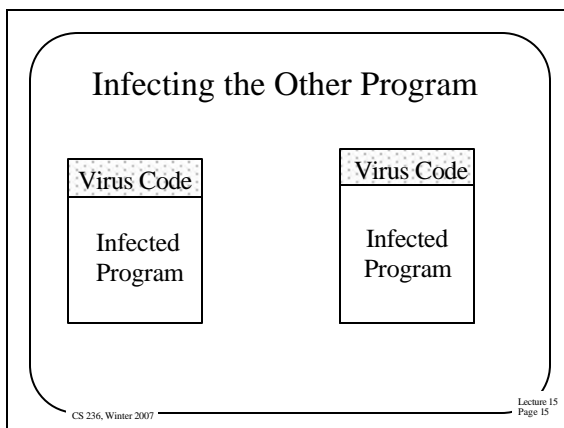 Infecting the Other Program
Virus Code
Infected
Program
Virus Code
Infected
Program
CS 236, Winter 2007
Lecture 15
Page 15